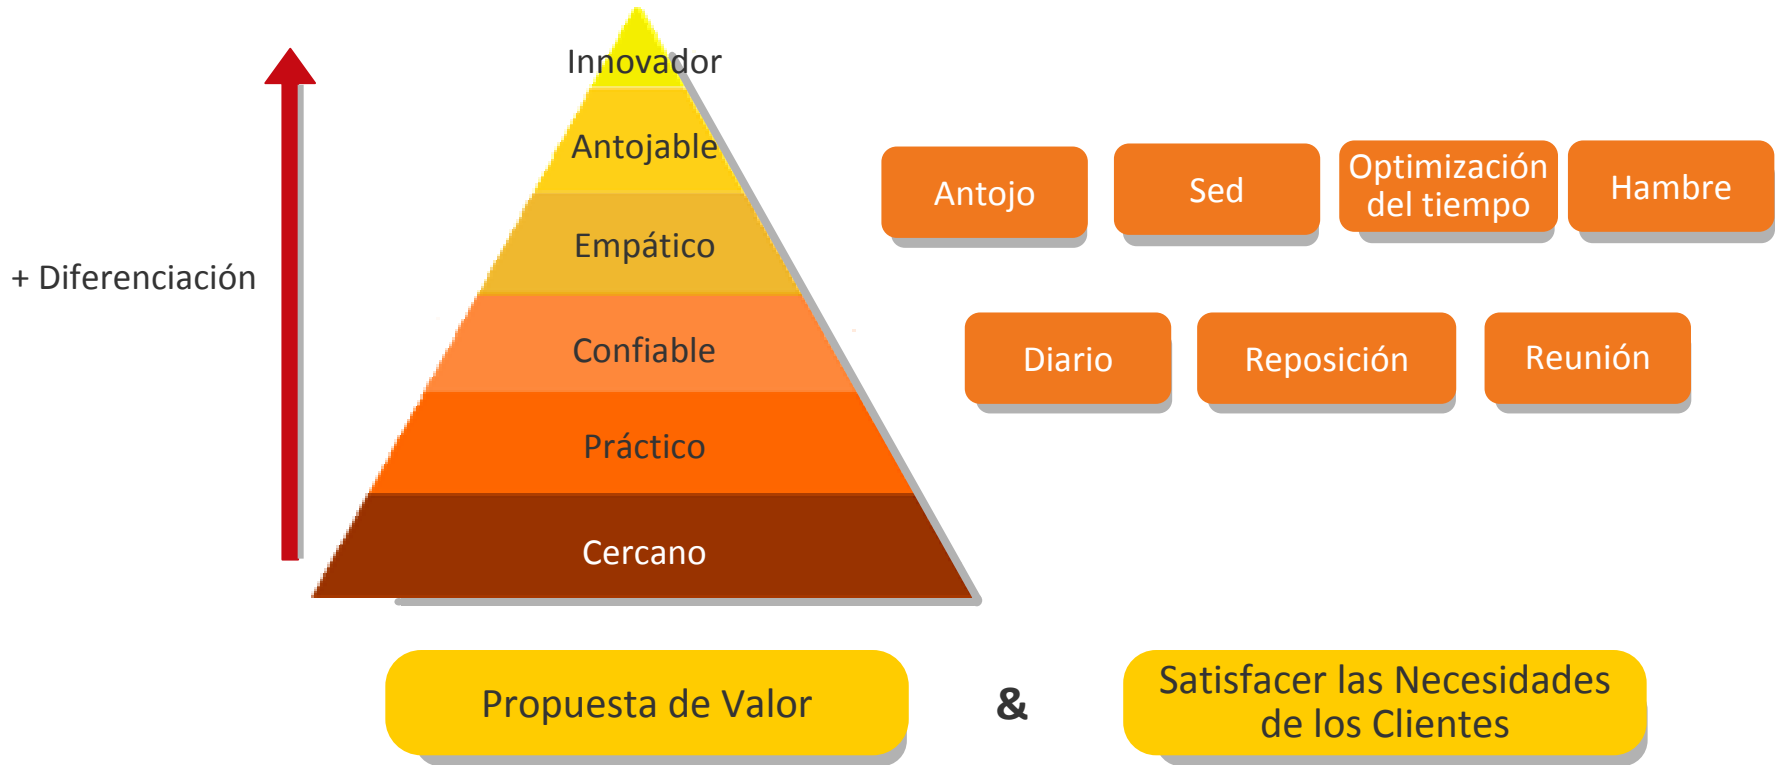 Innovador
Antojable
Empático
Confiable
Práctico
Cercano
+ Diferenciación
Antojo
Sed
Optimización
del tiempo
Hambre
Diario
Reposición
Reunión
Propuesta de Valor
&
Satisfacer las Necesidades
de los Clientes